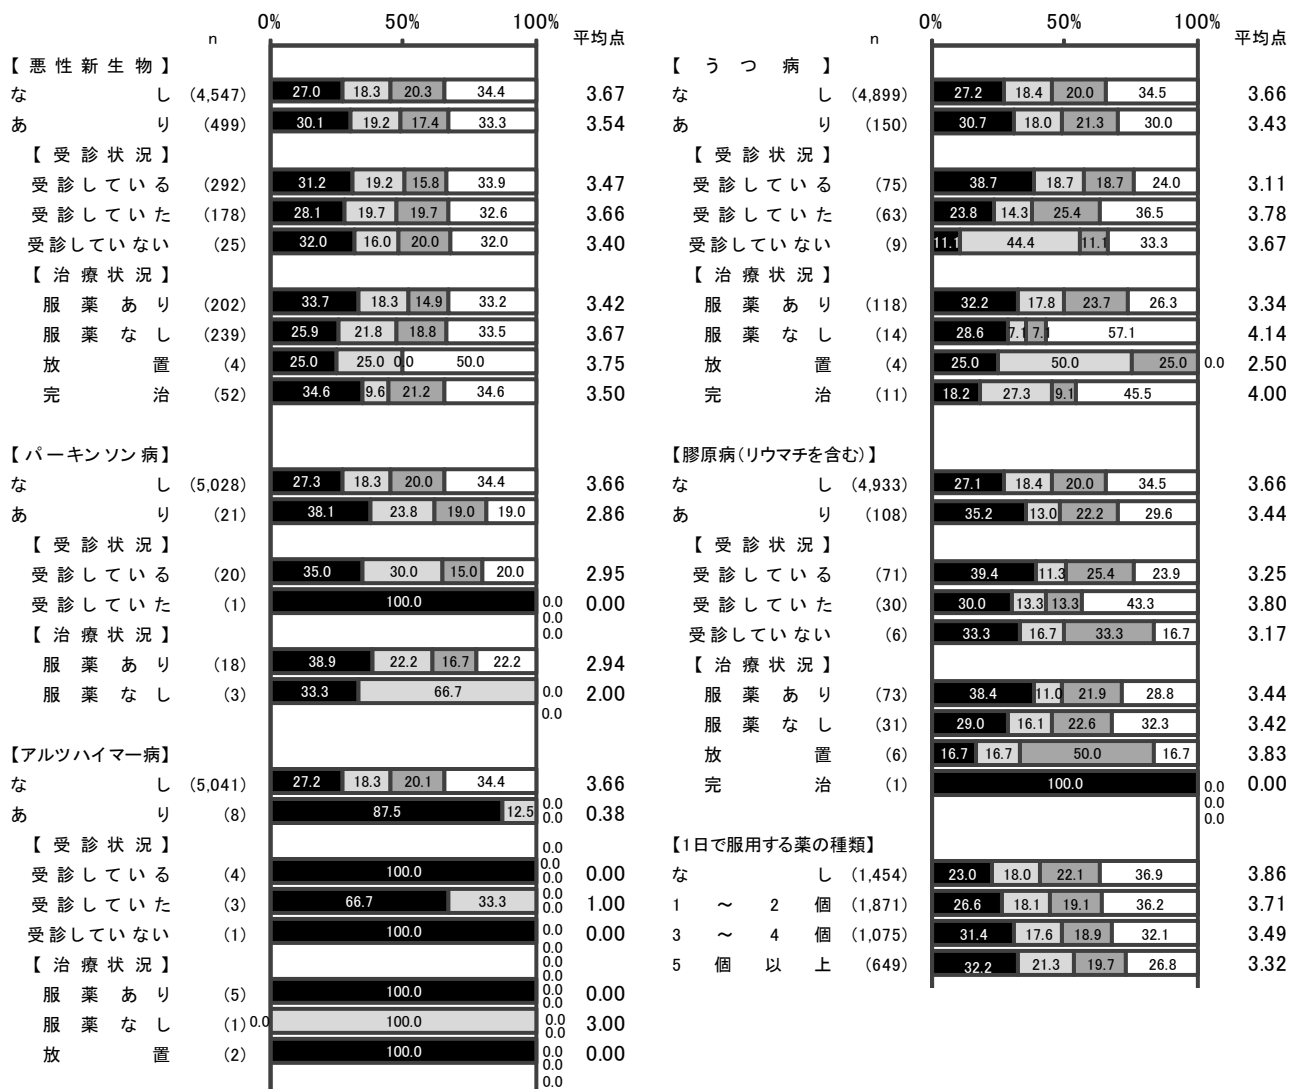 0% 50% 100%
n 平均点
【悪性新生物】
なし (4,547) 27.0 18.3 20.3 34.4 3.67
あり (499) 30.1 19.2 17.4 33.3 3.54
【受診状況】
受診している (292) 31.2 19.2 15.8 33.9 3.47
受診していた (178) 28.1 19.7 19.7 32.6 3.66
受診していない (25) 32.0 16.0 20.0 32.0 3.40
【治療状況】
服薬あり (202) 33.7 18.3 14.9 33.2 3.42
服薬なし (239) 25.9 21.8 18.8 33.5 3.67
放置 (4) 25.0 25.0 0.0 50.0 3.75
完治 (52) 34.6 9.6 21.2 34.6 3.50
【パーキンソン病】
なし (5,028) 27.3 18.3 20.0 34.4 3.66
あり (21) 38.1 23.8 19.0 19.0 2.86
【受診状況】
受診している (20) 35.0 30.0 15.0 20.0 2.95
受診していた (1) 100.0 0.0 0.00
0.0
0.0
【治療状況】
服薬あり (18) 38.9 22.2 16.7 22.2 2.94
服薬なし (3) 33.3 66.7 0.0 2.00
0.0
【アルツハイマー病】
なし (5,041) 27.2 18.3 20.1 34.4 3.66
あり (8) 87.5 12.5 0.0 0.38
0.0
【受診状況】 0.0
受診している (4) 100.0 0.0 0.00
0.0
受診していた (3) 66.7 33.3 0.0 1.00
0.0
受診していない (1) 100.0 0.0 0.00
0.0
【治療状況】 0.0
0.0
服薬あり (5) 100.0 0.0 0.00
0.0
服薬なし (1) 0.0 100.0 0.0 3.00
0.0
放置 (2) 100.0 0.0 0.00
0.0
0.0
0% 50% 100%
n 平均点
【うつ病】
なし (4,899) 27.2 18.4 20.0 34.5 3.66
あり (150) 30.7 18.0 21.3 30.0 3.43
【受診状況】
受診している (75) 38.7 18.7 18.7 24.0 3.11
受診していた (63) 23.8 14.3 25.4 36.5 3.78
受診していない (9) 11.1 44.4 11.1 33.3 3.67
【治療状況】
服薬あり (118) 32.2 17.8 23.7 26.3 3.34
服薬なし (14) 28.6 7.1 7.1 57.1 4.14
放置 (4) 25.0 50.0 25.0 0.0 2.50
完治 (11) 18.2 27.3 9.1 45.5 4.00
【膠原病(リウマチを含む)】
なし (4,933) 27.1 18.4 20.0 34.5 3.66
あり (108) 35.2 13.0 22.2 29.6 3.44
【受診状況】
受診している (71) 39.4 11.3 25.4 23.9 3.25
受診していた (30) 30.0 13.3 13.3 43.3 3.80
受診していない (6) 33.3 16.7 33.3 16.7 3.17
【治療状況】
服薬あり (73) 38.4 11.0 21.9 28.8 3.44
服薬なし (31) 29.0 16.1 22.6 32.3 3.42
放置 (6) 16.7 16.7 50.0 16.7 3.83
完治 (1) 100.0 0.0 0.00
0.0
0.0
【1日で服用する薬の種類】
なし (1,454) 23.0 18.0 22.1 36.9 3.86
1～2個 (1,871) 26.6 18.1 19.1 36.2 3.71
3～4個 (1,075) 31.4 17.6 18.9 32.1 3.49
5個以上 (649) 32.2 21.3 19.7 26.8 3.32